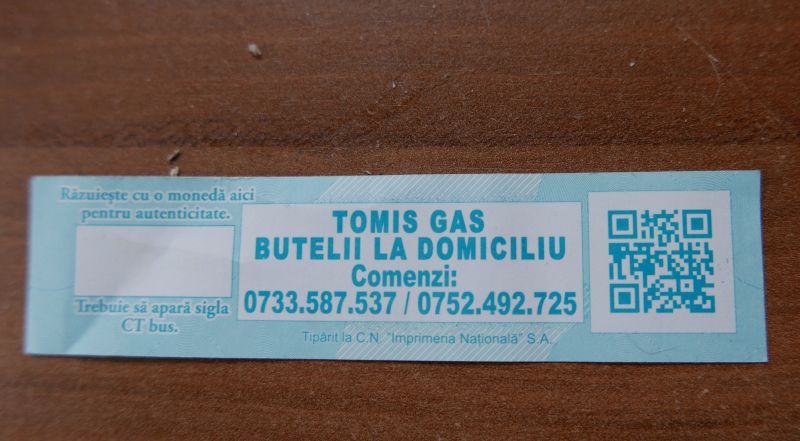 Răzuiește cu o monedă aici
pentru autenticitate.
Trebuie să apară sigla
CT bus.
TOMIS GAS
BUTELII LA DOMICILIU
Comenzi:
0733.587.537 / 0752.492.725
Tipărit la C.N. "Imprimeria Națională" S.A.